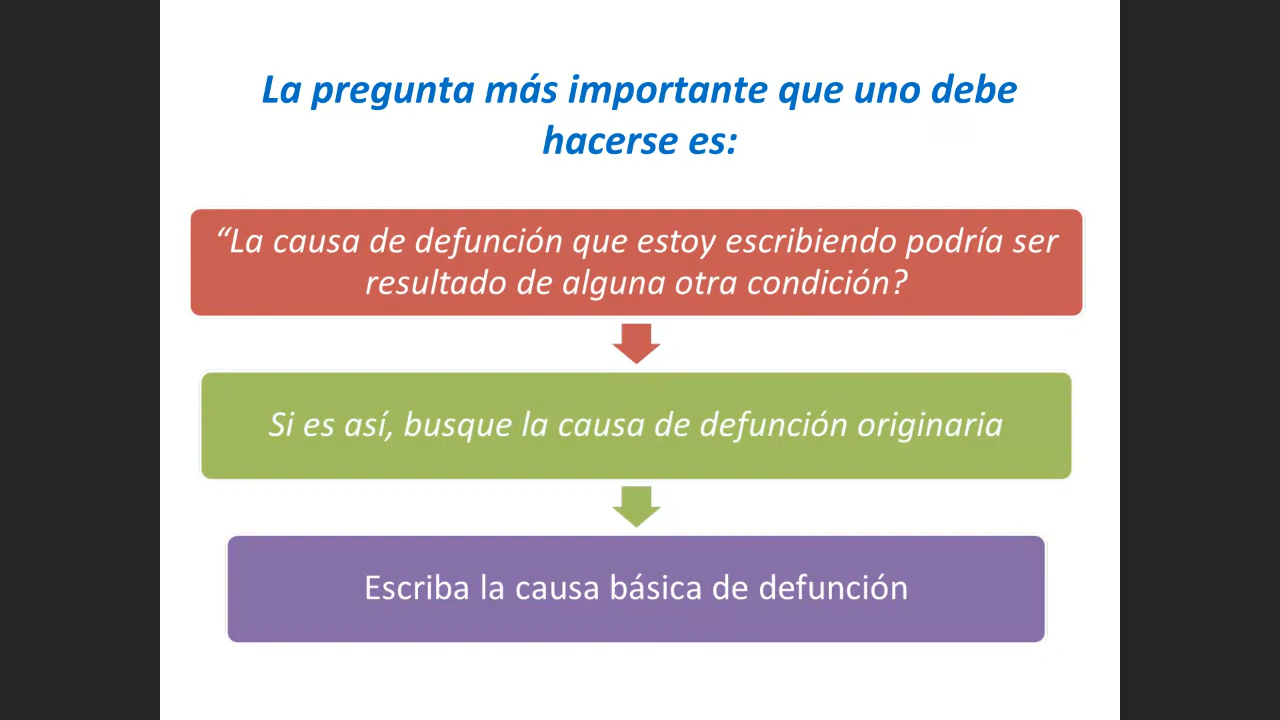 La pregunta más importante que uno debe
hacerse es:
“La causa de defunción que estoy escribiendo podría ser
resultado de alguna otra condición?
Si es así, busque la causa de defunción originaria
Escriba la causa básica de defunción